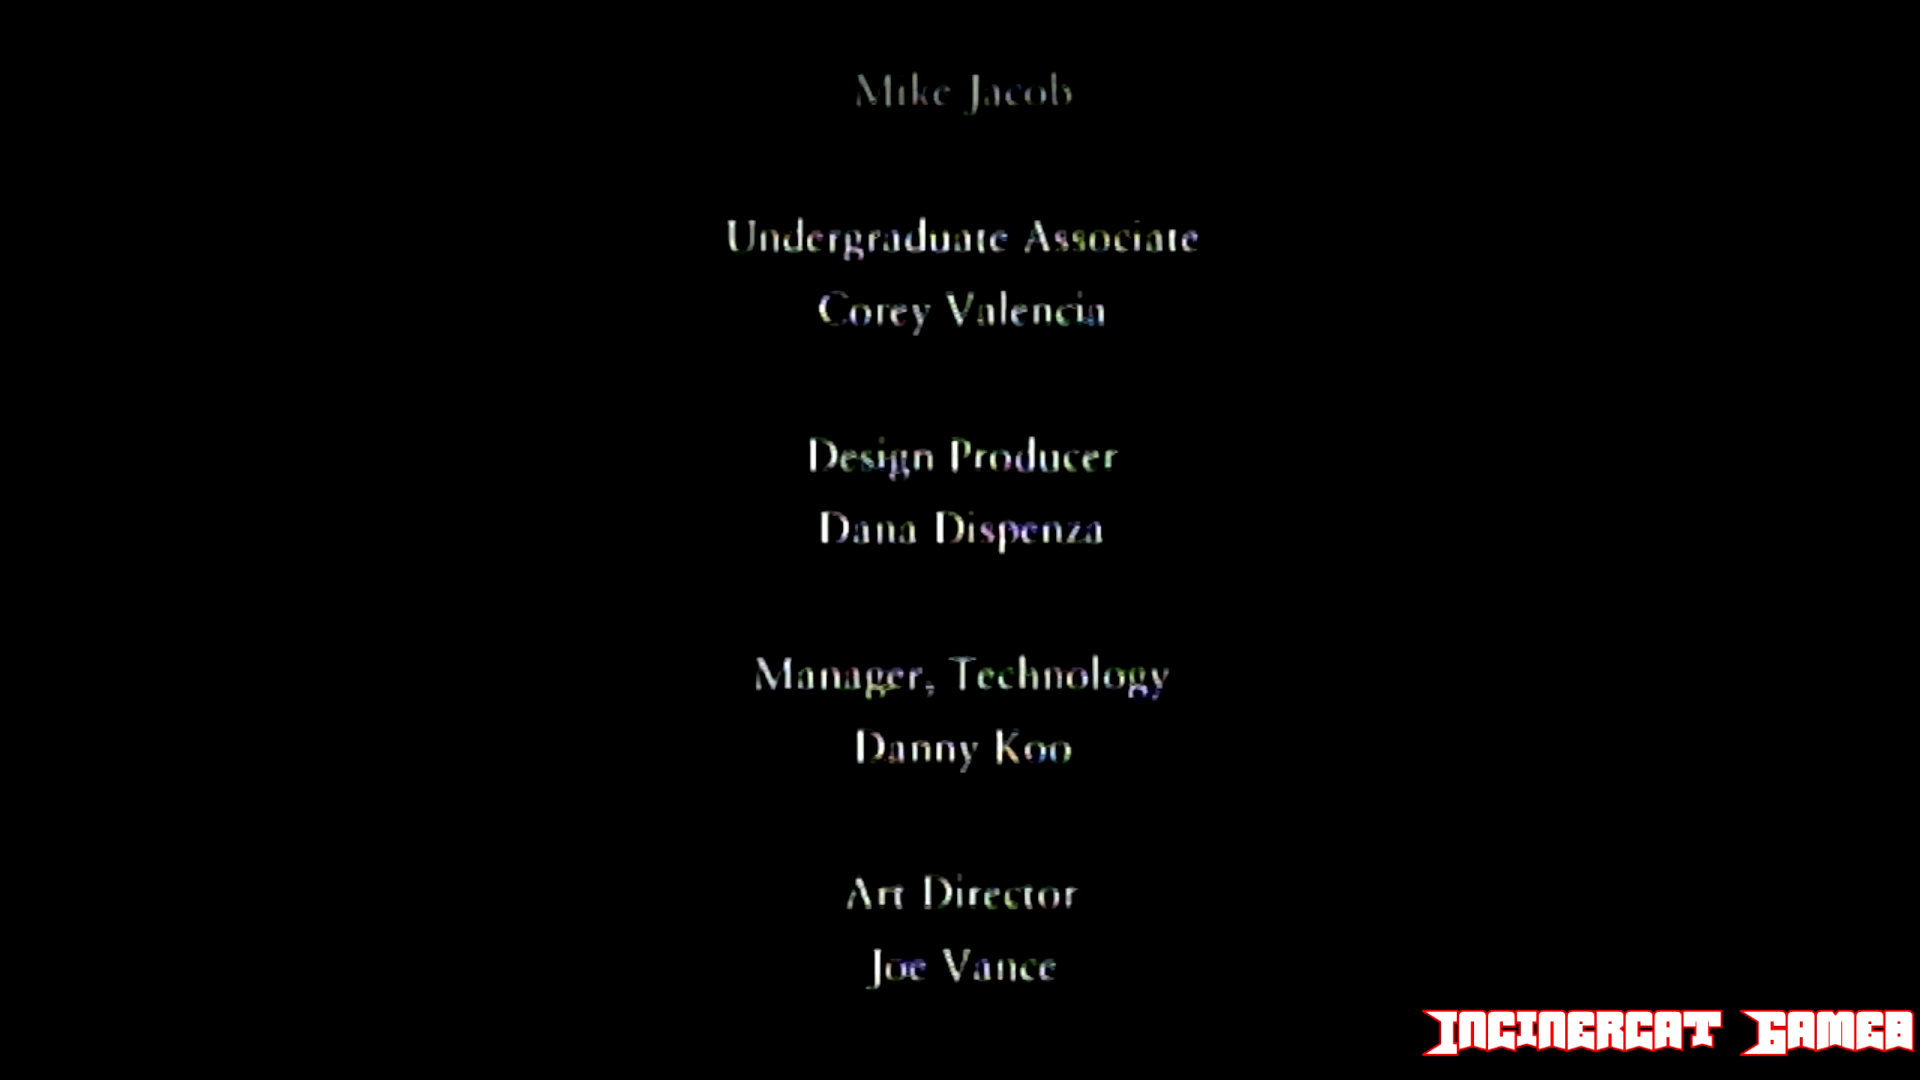 Mike Jacob
Undergraduate Associate
Corey Valencia
Design Producer
Dana Dispenza
Manager, Technology
Danny Koo
Art Director
Joe Vance
Incinercat Games